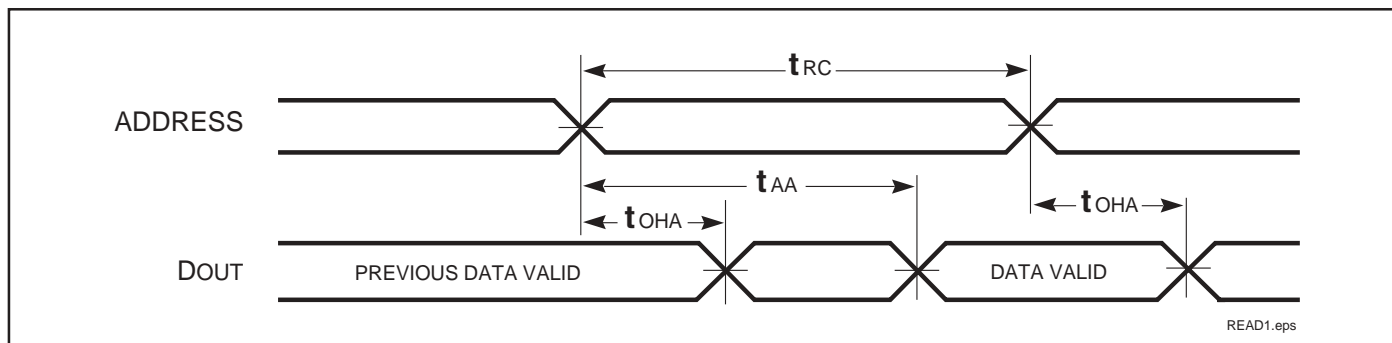 tRC
ADDRESS
tAA
tOHA
tOHA
DOUT
PREVIOUS DATA VALID
DATA VALID
READ1.eps